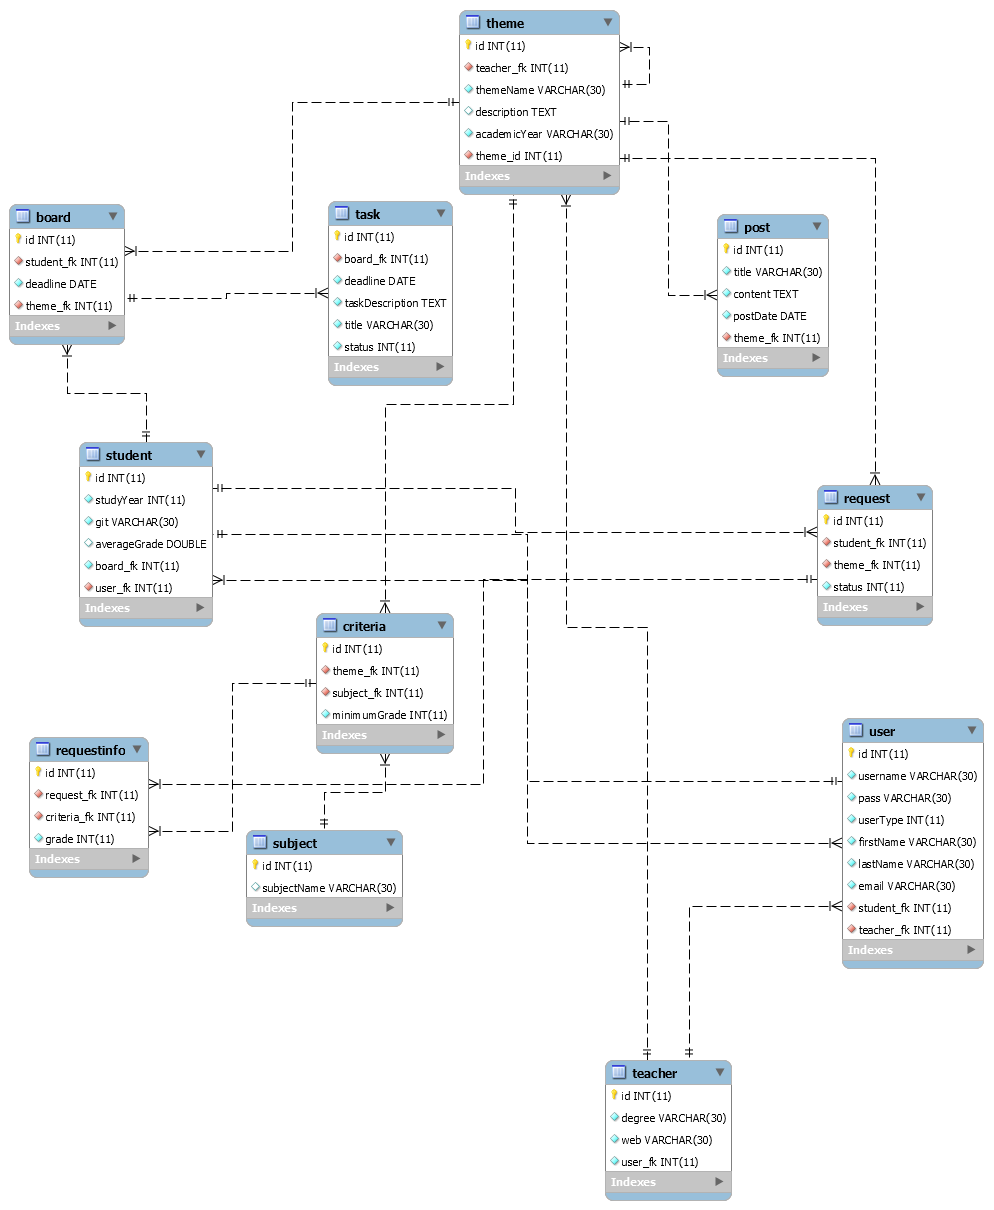 theme
id INT(11)
teacher_fk INT(11)
themeName VARCHAR(30)
description TEXT
academicYear VARCHAR(30)
theme_id INT(11)
Indexes
board
id INT(11)
student_fk INT(11)
deadline DATE
theme_fk INT(11)
Indexes
task
id INT(11)
board_fk INT(11)
deadline DATE
taskDescription TEXT
title VARCHAR(30)
status INT(11)
Indexes
post
id INT(11)
title VARCHAR(30)
content TEXT
postDate DATE
theme_fk INT(11)
Indexes
student
id INT(11)
studyYear INT(11)
git VARCHAR(30)
averageGrade DOUBLE
board_fk INT(11)
user_fk INT(11)
Indexes
request
id INT(11)
student_fk INT(11)
theme_fk INT(11)
status INT(11)
Indexes
criteria
id INT(11)
theme_fk INT(11)
subject_fk INT(11)
minimumGrade INT(11)
Indexes
requestinfo
id INT(11)
request_fk INT(11)
criteria_fk INT(11)
grade INT(11)
Indexes
subject
id INT(11)
subjectName VARCHAR(30)
Indexes
user
id INT(11)
username VARCHAR(30)
pass VARCHAR(30)
userType INT(11)
firstName VARCHAR(30)
lastName VARCHAR(30)
email VARCHAR(30)
student_fk INT(11)
teacher_fk INT(11)
Indexes
teacher
id INT(11)
degree VARCHAR(30)
web VARCHAR(30)
user_fk INT(11)
Indexes